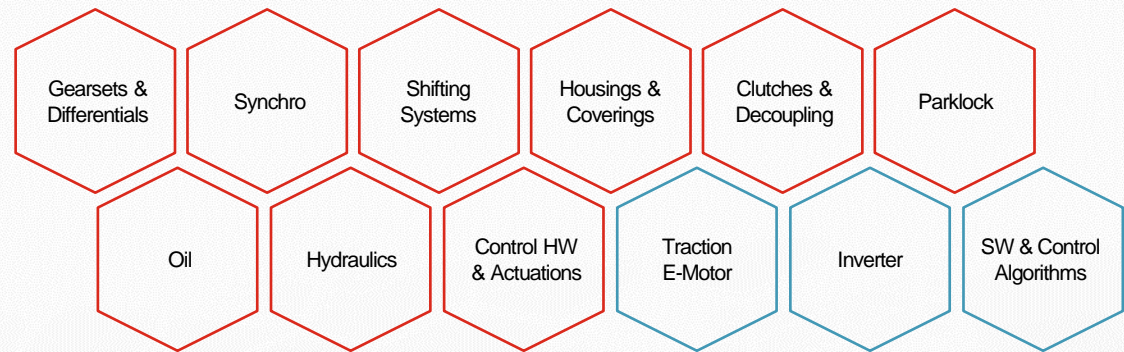 Gearsets &
Differentials
Synchro
Shifting
Systems
Housings &
Coverings
Clutches &
Decoupling
Parklock
Oil
Hydraulics
Control HW
& Actuations
Traction
E-Motor
Inverter
SW & Control
Algorithms